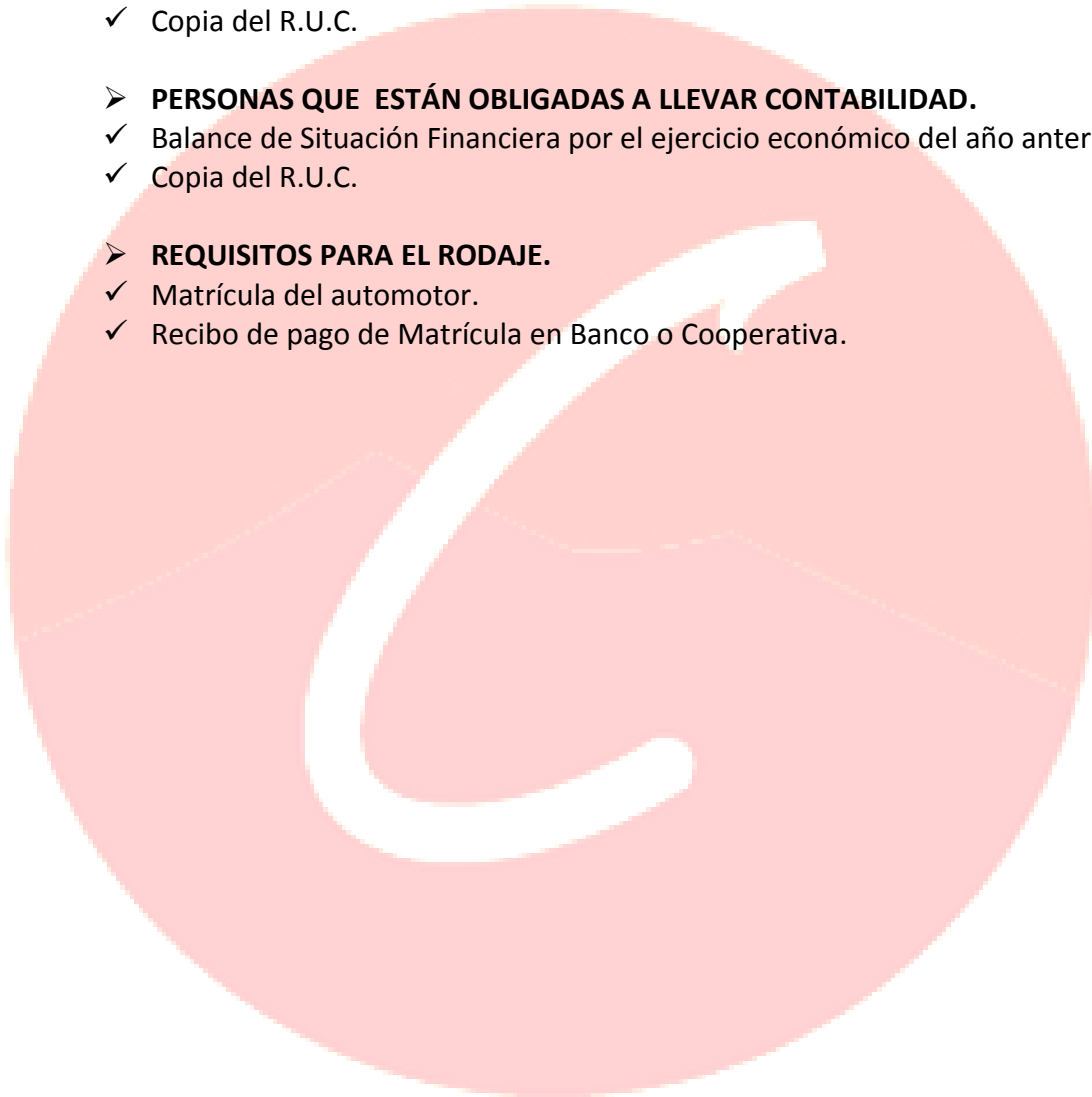 ✓ Copia del R.U.C.
➢ PERSONAS QUE ESTÁN OBLIGADAS A LLEVAR CONTABILIDAD.
✓ Balance de Situación Financiera por el ejercicio económico del año anter
✓ Copia del R.U.C.
➢ REQUISITOS PARA EL RODAJE.
✓ Matrícula del automotor.
✓ Recibo de pago de Matrícula en Banco o Cooperativa.